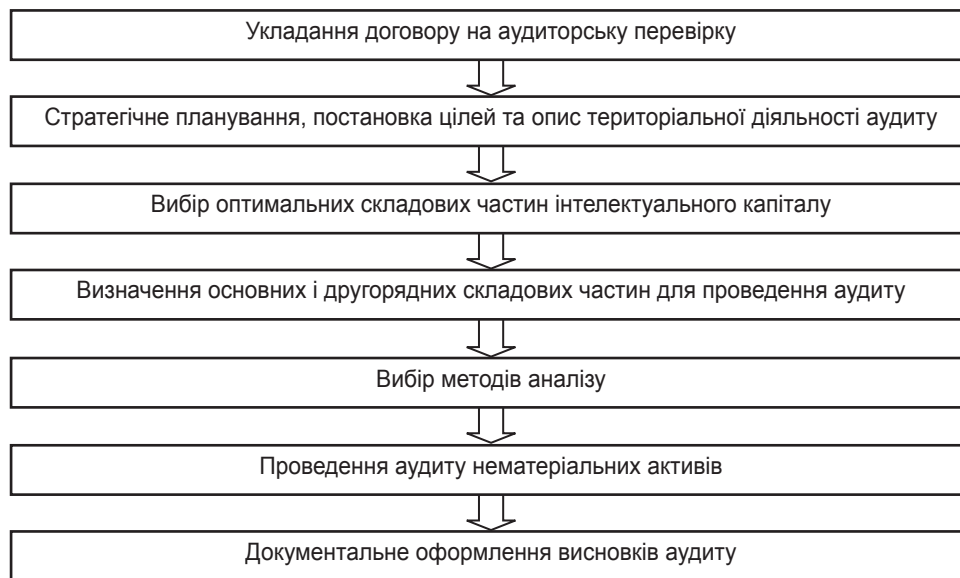 Укладання договору на аудиторську перевірку
Стратегічне планування, постановка цілей та опис територіальної діяльності аудиту
Вибір оптимальних складових частин інтелектуального капіталу
Визначення основних і другорядних складових частин для проведення аудиту
Вибір методів аналізу
Проведення аудиту нематеріальних активів
Документальне оформлення висновків аудиту